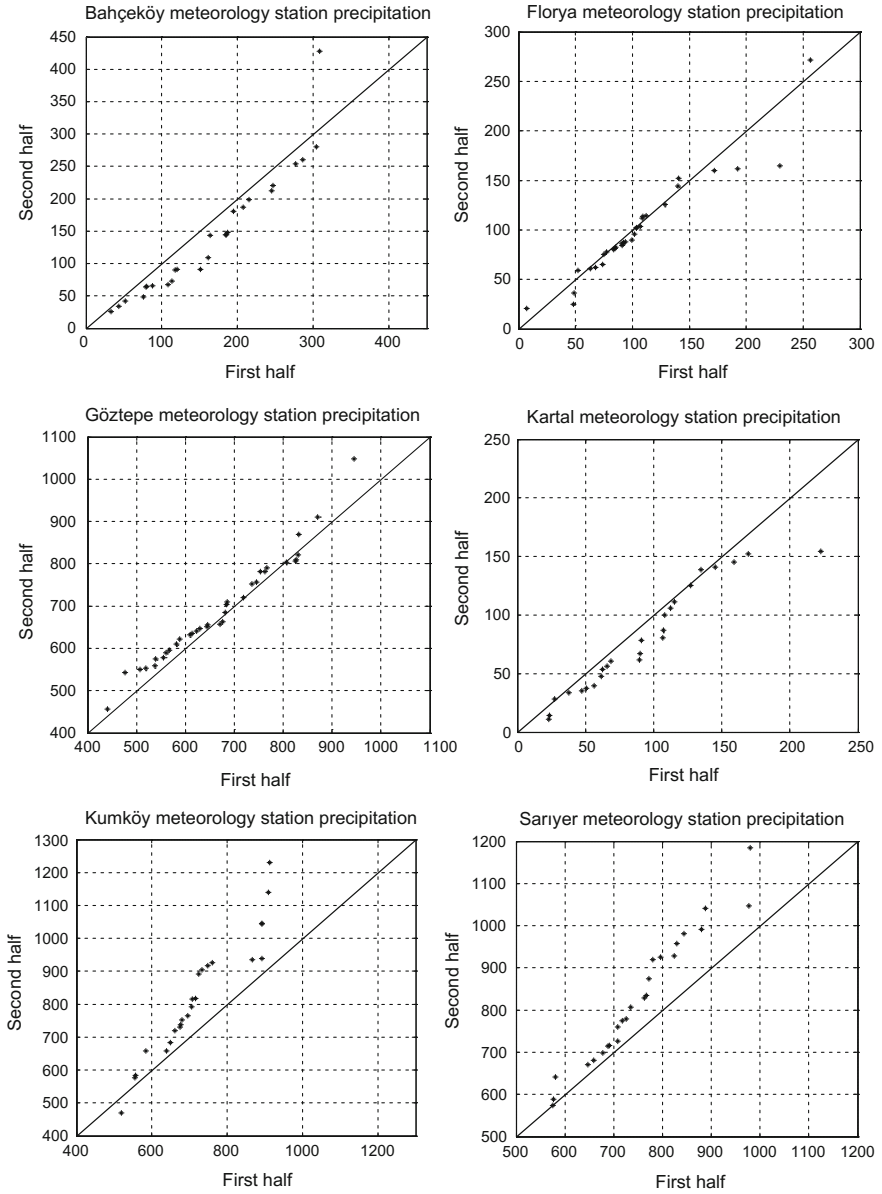 Bahçeköy meteorology station precipitation
450
400
350
300
250
200
150
100
50
0
Second half
0 100 200 300 400
First half
Florya meteorology station precipitation
300
250
200
150
100
50
0
Second half
0 50 100 150 200 250 300
First half
Göztepe meteorology station precipitation
1100
1000
900
800
700
600
500
400
Second half
400 500 600 700 800 900 1000 1100
First half
Kartal meteorology station precipitation
250
200
150
100
50
0
Second half
0 50 100 150 200 250
First half
Kumköy meteorology station precipitation
1300
1200
1100
1000
900
800
700
600
500
400
Second half
400 600 800 1000 1200
First half
Sarıyer meteorology station precipitation
1200
1100
1000
900
800
700
600
500
Second half
500 600 700 800 900 1000 1100 1200
First half